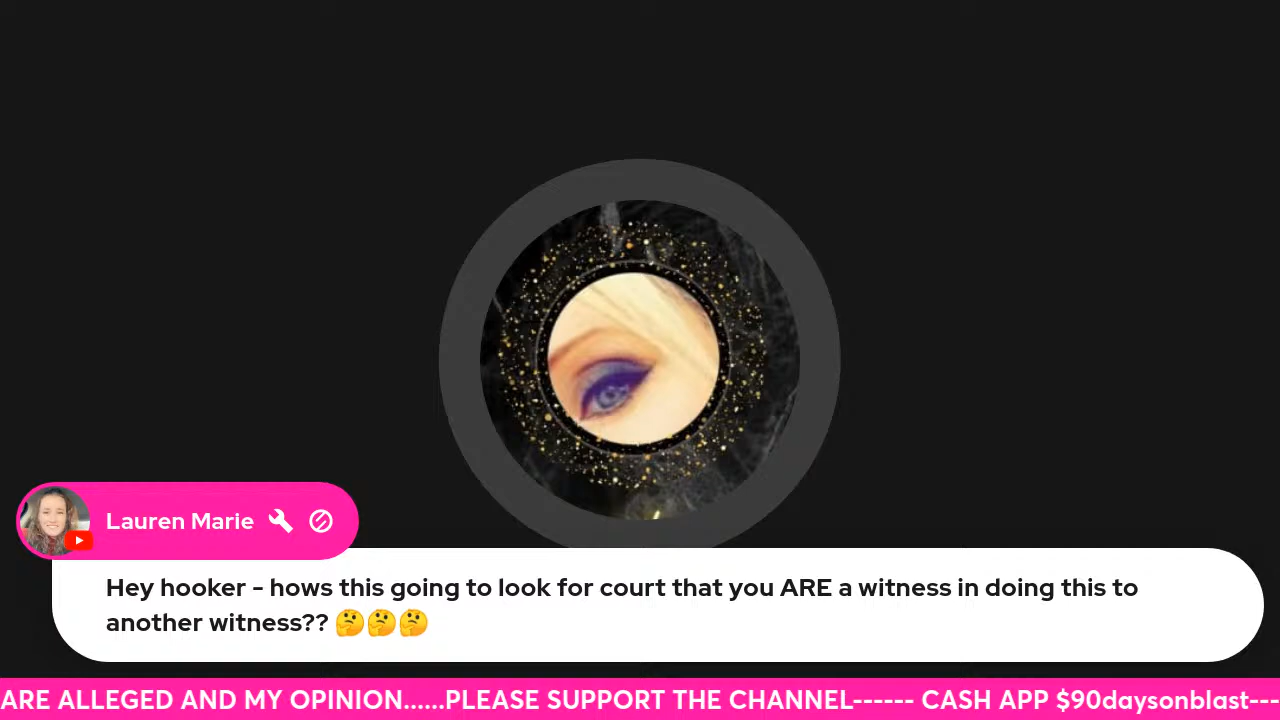 Lauren Marie
Hey hooker - hows this going to look for court that you ARE a witness in doing this to
another witness?? 🤔🤔🤔
ARE ALLEGED AND MY OPINION......PLEASE SUPPORT THE CHANNEL------ CASH APP $90daysonblast---